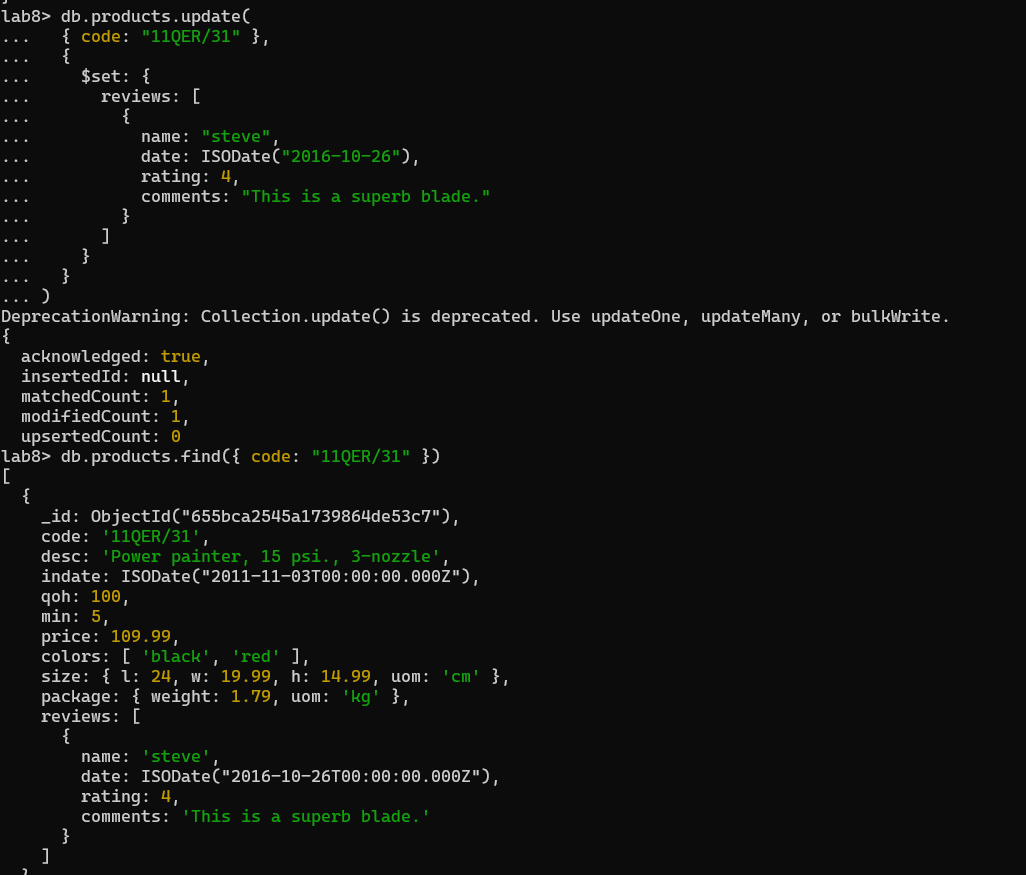 lab8> db.products.update(
...   { code: "11QER/31" },
...   {
...     $set: {
...       reviews: [
...         {
...           name: "steve",
...           date: ISODate("2016-10-26"),
...           rating: 4,
...           comments: "This is a superb blade."
...         }
...       ]
...     }
...   }
... )
DeprecationWarning: Collection.update() is deprecated. Use updateOne, updateMany, or bulkWrite.
{
  acknowledged: true,
  insertedId: null,
  matchedCount: 1,
  modifiedCount: 1,
  upsertedCount: 0
lab8> db.products.find({ code: "11QER/31" })
[
  {
    _id: ObjectId("655bca2545a1739864de53c7"),
    code: '11QER/31',
    desc: 'Power painter, 15 psi., 3-nozzle',
    indate: ISODate("2011-11-03T00:00:00.000Z"),
    qoh: 100,
    min: 5,
    price: 109.99,
    colors: [ 'black', 'red' ],
    size: { l: 24, w: 19.99, h: 14.99, uom: 'cm' },
    package: { weight: 1.79, uom: 'kg' },
    reviews: [
      {
        name: 'steve',
        date: ISODate("2016-10-26T00:00:00.000Z"),
        rating: 4,
        comments: 'This is a superb blade.'
      }
    ]